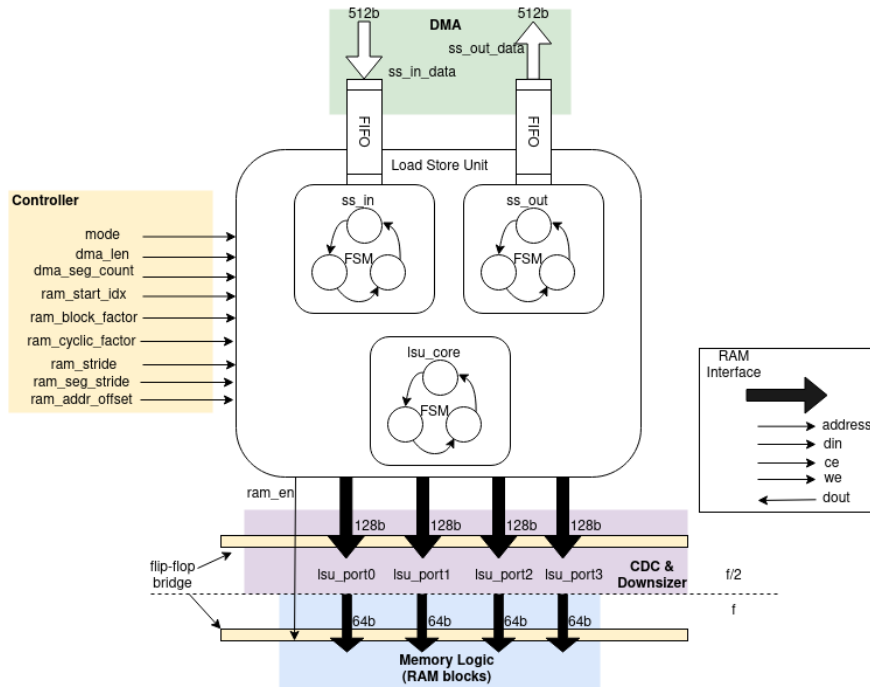 512b
512b
DMA
ss_out_data
ss_in_data
FIFO
FIFO
Load Store Unit
Controller
mode
dma_len
dma_seg_count
ram_start_idx
ram_block_factor
ram_cyclic_factor
ram_stride
ram_seg_stride
ram_addr_offset
ss_in
FSM
ss_out
FSM
lsu_core
FSM
RAM
Interface
address
din
ce
we
dout
ram_en
128b
128b
128b
128b
flip-flop
bridge
lsu_port0
lsu_port1
lsu_port2
lsu_port3
CDC &
Downsizer
f/2
f
64b
64b
64b
64b
Memory Logic
(RAM blocks)